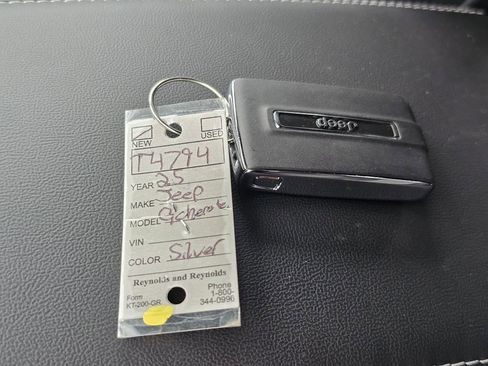 Jeep
NEW USED
T4794
YEAR 25
MAKE Jeep
MODEL G cherok.
VIN
COLOR Silver
Reynolds and Reynolds
Form
KT-200-GR
Phone
1-800-
344-0996